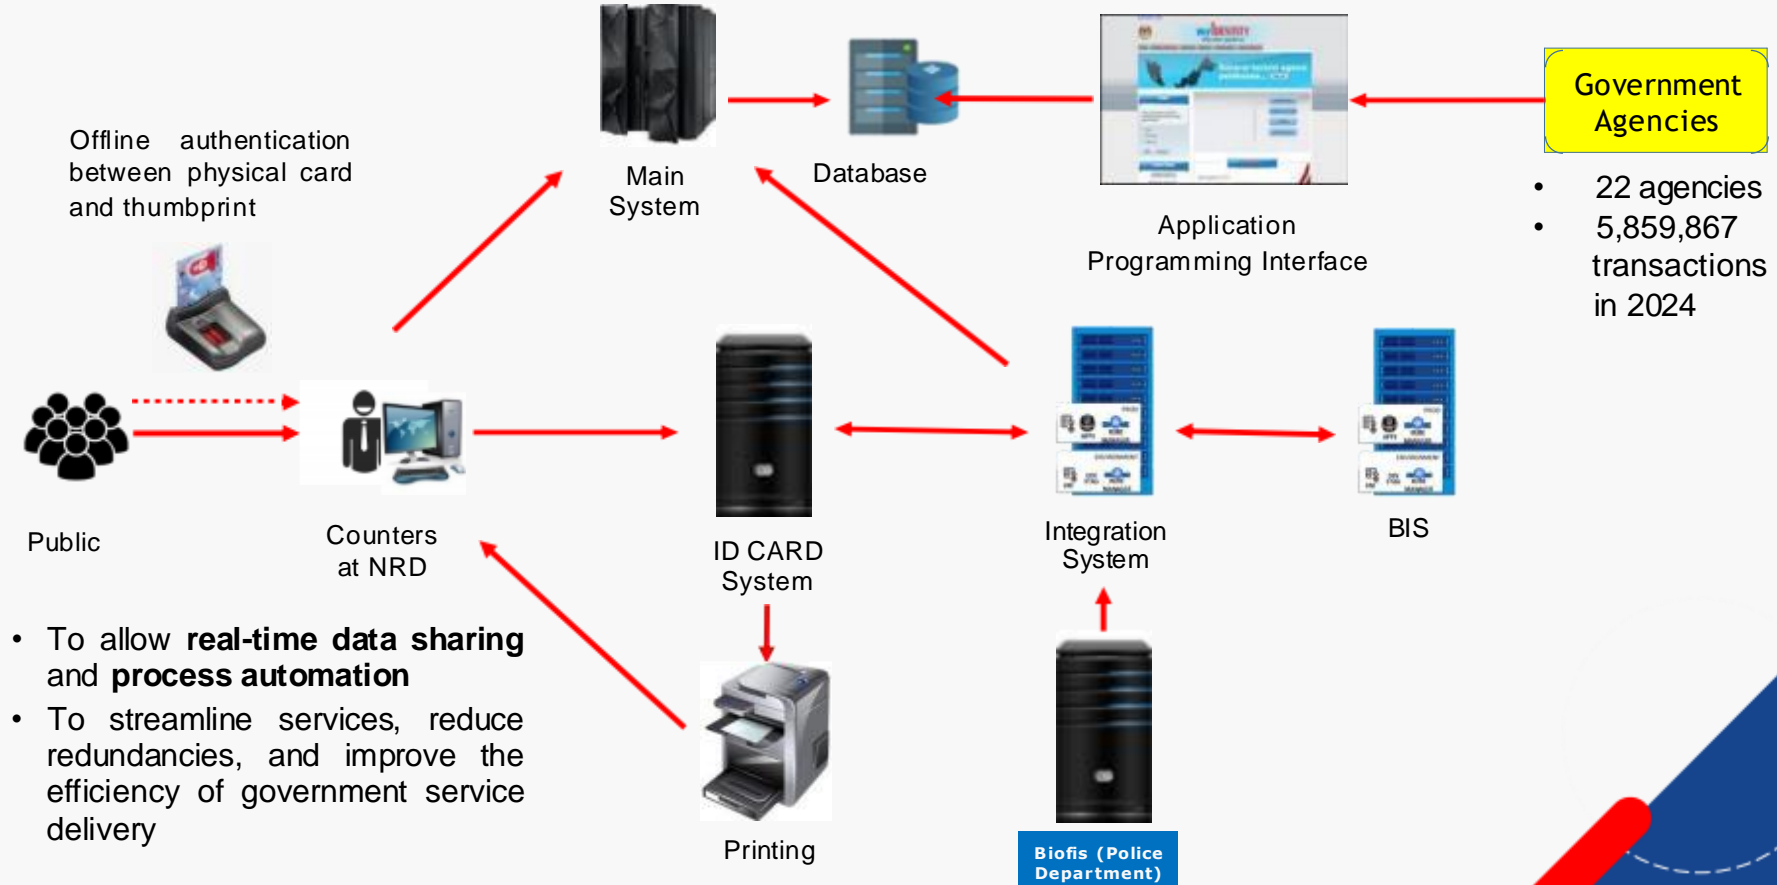 Offline authentication
between physical card
and thumbprint
Main
System
Database
myIDENTITY
Application
Programming Interface
Government
Agencies
• 22 agencies
• 5,859,867
transactions
in 2024
Public
Counters
at NRD
ID CARD
System
Integration
System
BIS
• To allow real-time data sharing
and process automation
• To streamline services, reduce
redundancies, and improve the
efficiency of government service
delivery
Printing
Biofis (Police
Department)